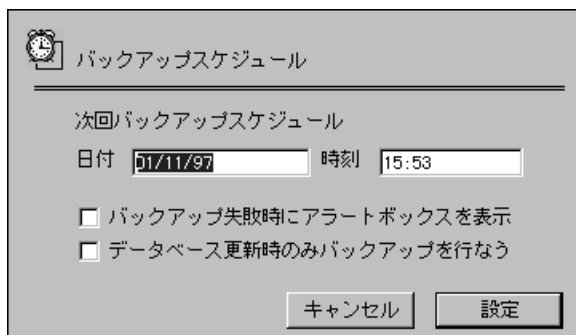 バックアップスケジュール
次回バックアップスケジュール
日付 01/11/97 時刻 15:53
バックアップ失敗時にアラートボックスを表示
データベース更新時のみバックアップを行なう
キャンセル 設定